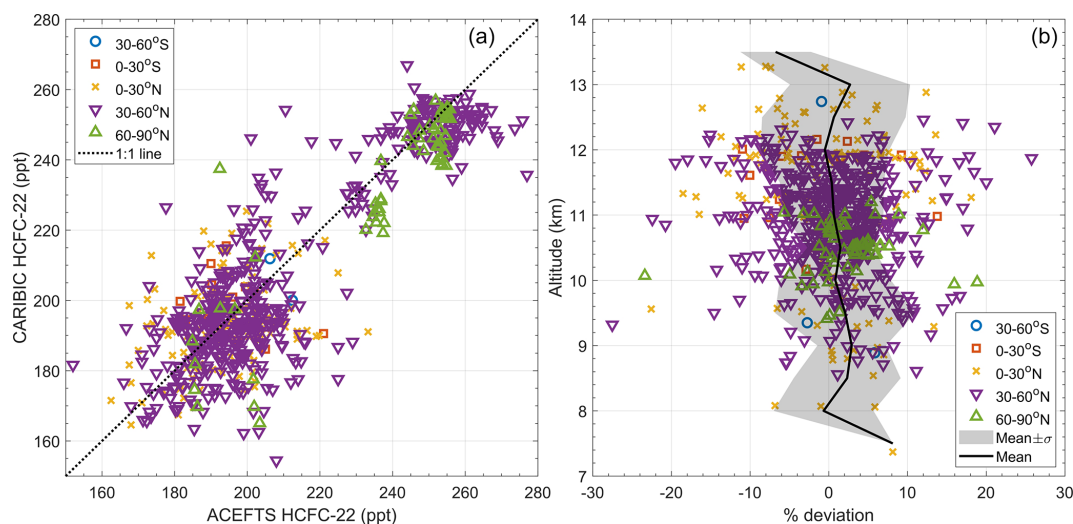 (a)
30-60°S
0-30°S
0-30°N
30-60°N
60-90°N
1:1 line
280
260
240
220
200
180
160
160 180 200 220 240 260 280
CARIBIC HCFC-22 (ppt)
ACEFTS HCFC-22 (ppt)
(b)
14
13
12
11
10
9
8
7
-30 -20 -10 0 10 20 30
Altitude (km)
% deviation
30-60°S
0-30°S
0-30°N
30-60°N
60-90°N
Mean±σ
Mean